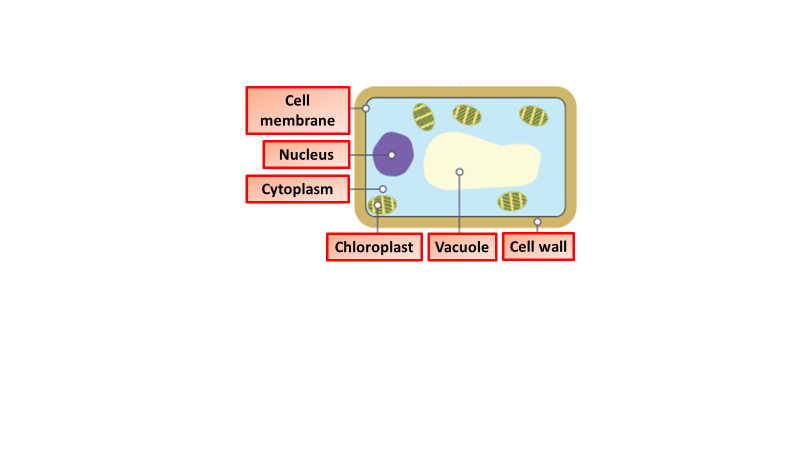 Cell
membrane
Nucleus
Cytoplasm
Chloroplast
Vacuole
Cell wall